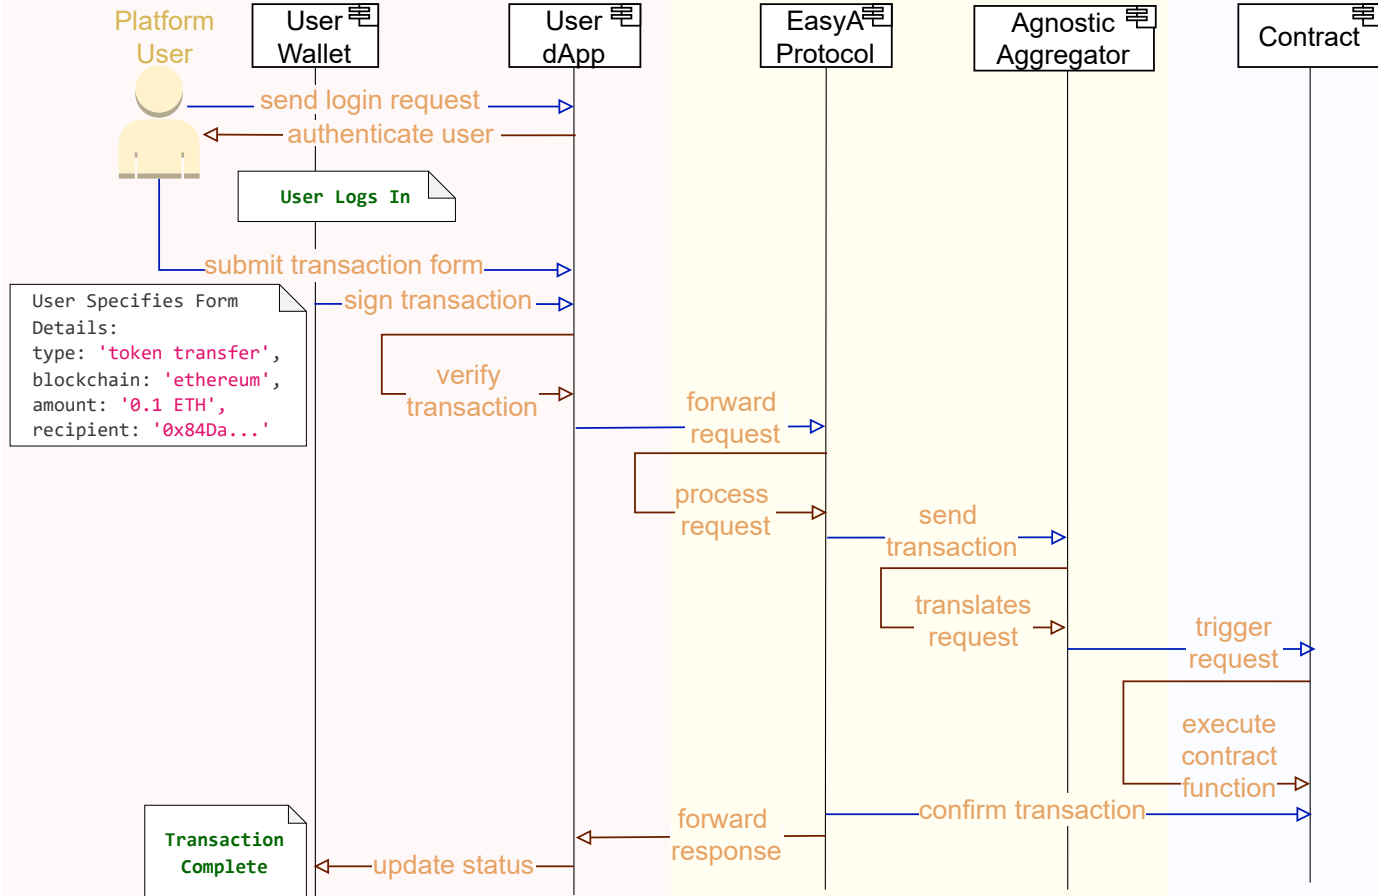 Platform
User
User
Wallet
User
dApp
EasyA
Protocol
Agnostic
Aggregator
Contract
send login request
authenticate user
User Logs In
submit transaction form
sign transaction
User Specifies Form
Details:
type: 'token transfer',
blockchain: 'ethereum',
amount: '0.1 ETH',
recipient: '0x84Da...'
verify
transaction
forward
request
process
request
send
transaction
translates
request
trigger
request
execute
contract
function
confirm transaction
forward
response
update status
Transaction
Complete